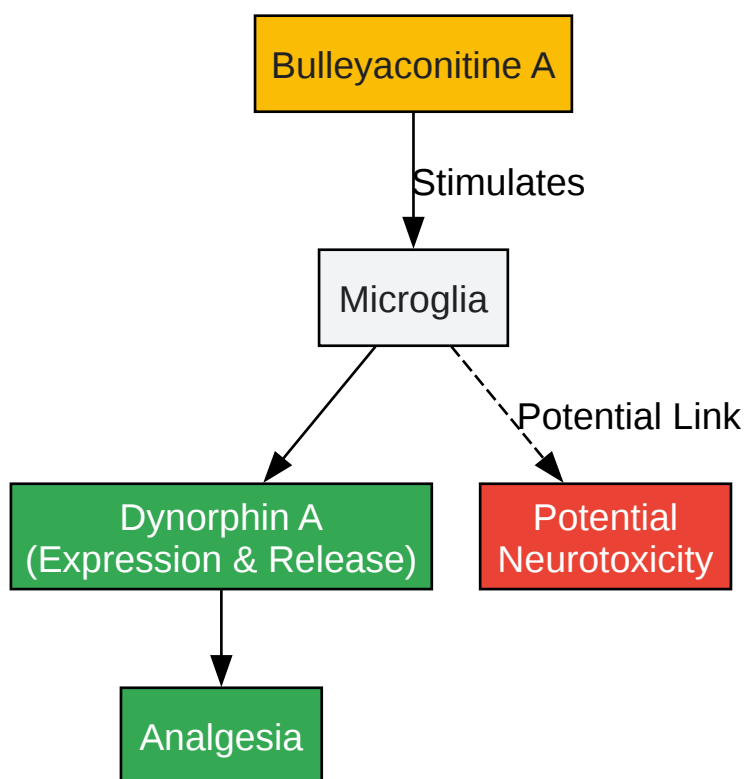 Bulleyaconitine A
Stimulates
Microglia
Potential Link
Dynorphin A
(Expression & Release)
Potential
Neurotoxicity
Analgesia